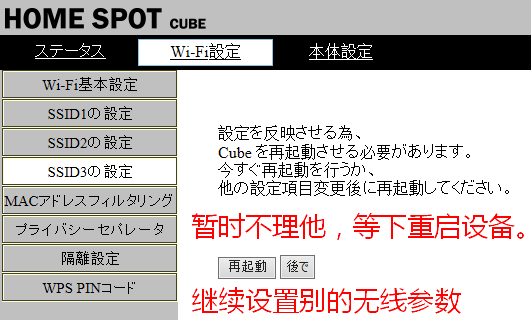 HOME SPOT CUBE
ステータス
Wi-Fi設定
本体設定
Wi-Fi基本設定
SSID1の設定
SSID2の設定
SSID3の設定
MACアドレスフィルタリング
プライバシーセパレータ
隔離設定
WPS PINコード
設定を反映させる為、
Cubeを再起動させる必要があります。
今すぐ再起動を行うか、
他の設定項目変更後に再起動してください。
暂时不理他，等下重启设备。
再起動
後で
继续设置别的无线参数